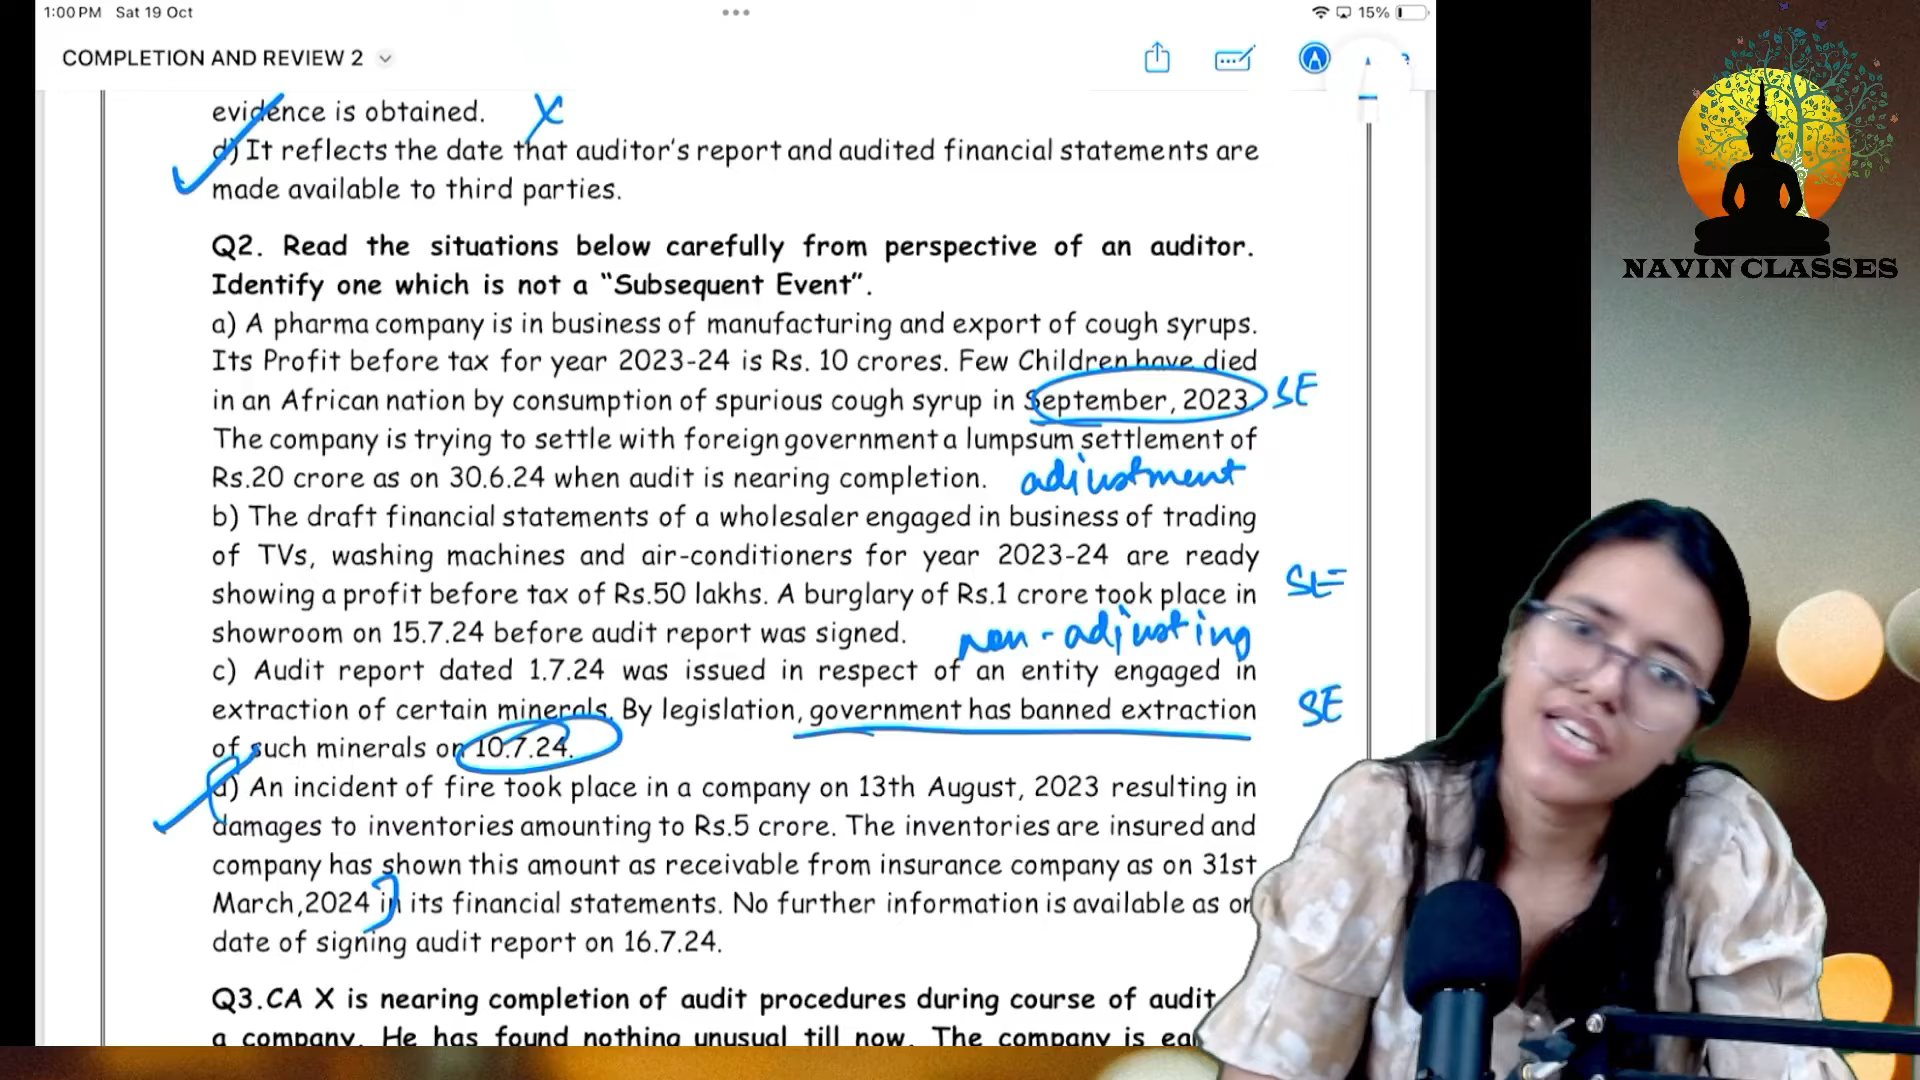 1:00 PM Sat 19 Oct
15%
COMPLETION AND REVIEW 2
evidence is obtained. X
d) It reflects the date that auditor's report and audited financial statements are
made available to third parties.
Q2. Read the situations below carefully from perspective of an auditor.
Identify one which is not a “Subsequent Event”.
a) A pharma company is in business of manufacturing and export of cough syrups.
Its Profit before tax for year 2023-24 is Rs. 10 crores. Few Children have died
in an African nation by consumption of spurious cough syrup in September, 2023. SE
The company is trying to settle with foreign government a lumpsum settlement of
Rs.20 crore as on 30.6.24 when audit is nearing completion. adjustment
b) The draft financial statements of a wholesaler engaged in business of trading
of TVs, washing machines and air-conditioners for year 2023-24 are ready
showing a profit before tax of Rs.50 lakhs. A burglary of Rs.1 crore took place in SE
showroom on 15.7.24 before audit report was signed. non-adjusting
c) Audit report dated 1.7.24 was issued in respect of an entity engaged in
extraction of certain minerals. By legislation, government has banned extraction SE
of such minerals on 10.7.24.
d) An incident of fire took place in a company on 13th August, 2023 resulting in
damages to inventories amounting to Rs.5 crore. The inventories are insured and
company has shown this amount as receivable from insurance company as on 31st
March,2024 in its financial statements. No further information is available as on
date of signing audit report on 16.7.24.
Q3.CA X is nearing completion of audit procedures during course of audit
a company. He has found nothing unusual till now. The company is
NAVIN CLASSES